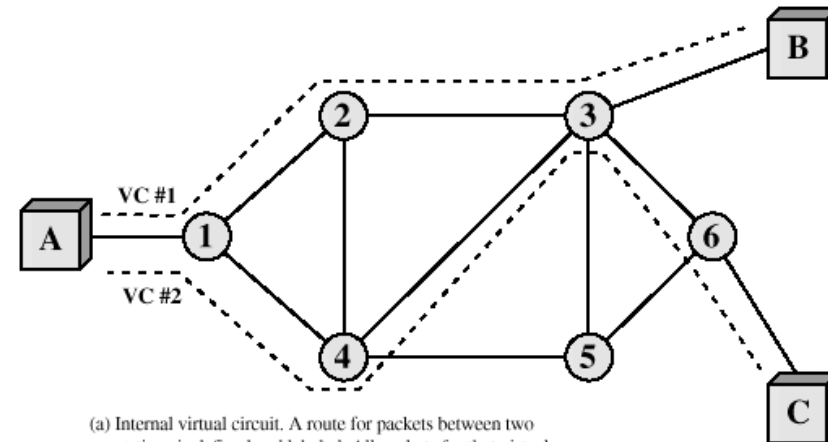 B
2
3
VC #1
A
1
6
VC #2
4
5
C
(a) Internal virtual circuit. A route for packets between two